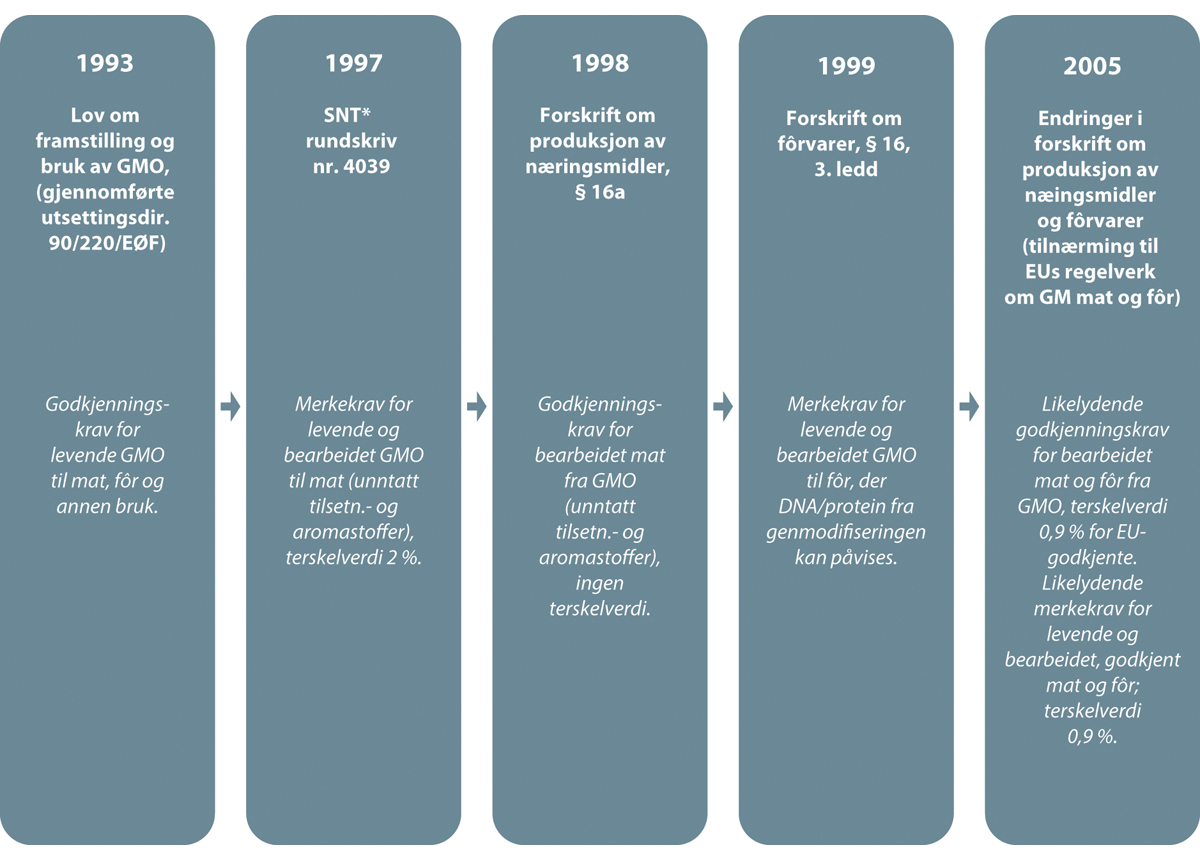 1993
Lov om
framstilling og
bruk av GMO,
(gjennomførte
utsettingsdir.
90/220/EØF)
Godkjennings-
krav for
levende GMO
til mat, fôr og
annen bruk.
1997
SNT*
rundskriv
nr. 4039
Merkekrav for
levende og
bearbeidet GMO
til mat (unntatt
tilsetn.- og
aromastoffer),
terskelverdi 2 %.
1998
Forskrift om
produksjon av
næringsmidler,
§ 16a
Godkjennings-
krav for
bearbeidet mat
fra GMO
(unntatt
tilsetn.- og
aromastoffer),
ingen
terskelverdi.
1999
Forskrift om
fôrvarer, § 16,
3. ledd
Merkekrav for
levende og
bearbeidet GMO
til fôr, der
DNA/protein fra
genmodifiseringen
kan påvises.
2005
Endringer i
forskrift om
produksjon av
næingsmidler
og fôrvarer
(tilnærming til
EUs regelverk
om GM mat og fôr)
Likelydende
godkjenningskrav
for bearbeidet
mat og fôr fra
GMO, terskelverdi
0,9 % for EU-
godkjente.
Likelydende
merkekrav for
levende og
bearbeidet, godkjent
mat og fôr;
terskelverdi
0,9 %.